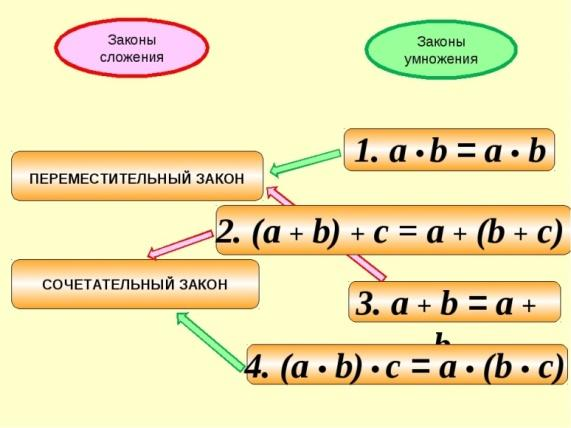 Законы
сложения
Законы
умножения
1. a • b = a • b
ПЕРЕМЕСТИТЕЛЬНЫЙ ЗАКОН
2. (a + b) + c = a + (b + c)
СОЧЕТАТЕЛЬНЫЙ ЗАКОН
3. a + b = a +
b
4. (a • b) • c = a • (b • c)